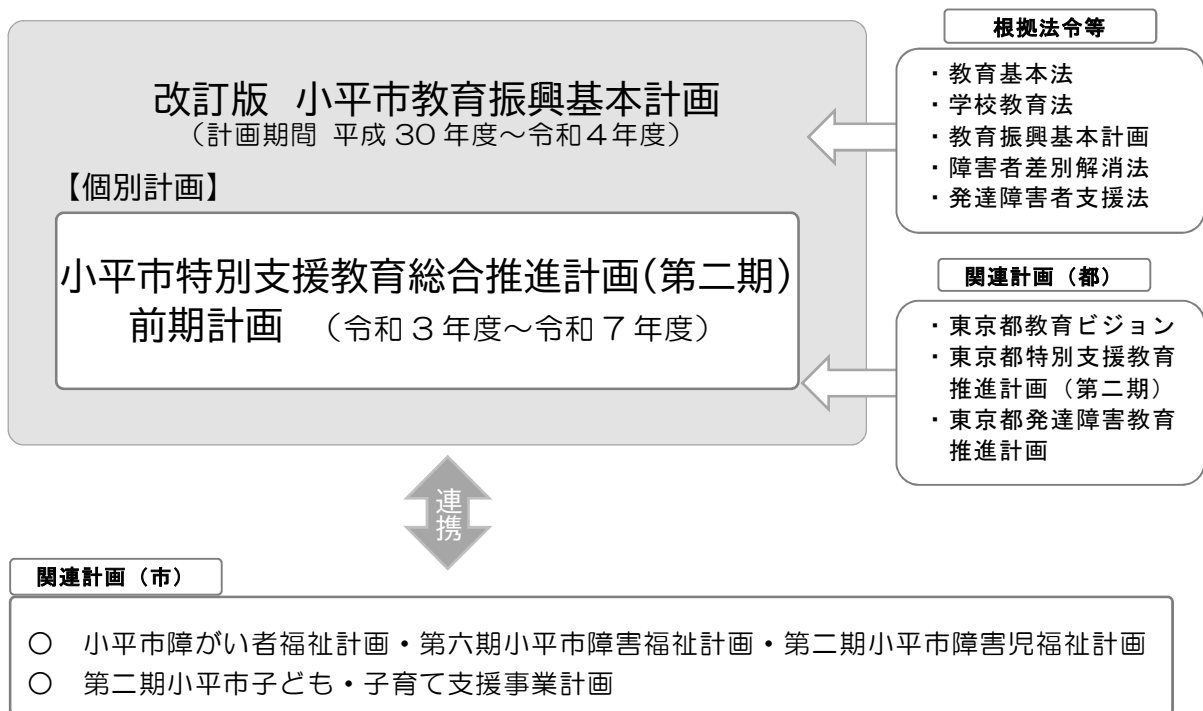 改訂版 小平市教育振興基本計画
（計画期間 平成30年度～令和4年度）
【個別計画】
小平市特別支援教育総合推進計画(第二期)
前期計画 （令和3年度～令和7年度）
根拠法令等
・教育基本法
・学校教育法
・教育振興基本計画
・障害者差別解消法
・発達障害者支援法
関連計画（都）
・東京都教育ビジョン
・東京都特別支援教育
推進計画（第二期）
・東京都発達障害教育
推進計画
連携
関連計画（市）
○ 小平市障がい者福祉計画・第六期小平市障害福祉計画・第二期小平市障害児福祉計画
○ 第二期小平市子ども・子育て支援事業計画